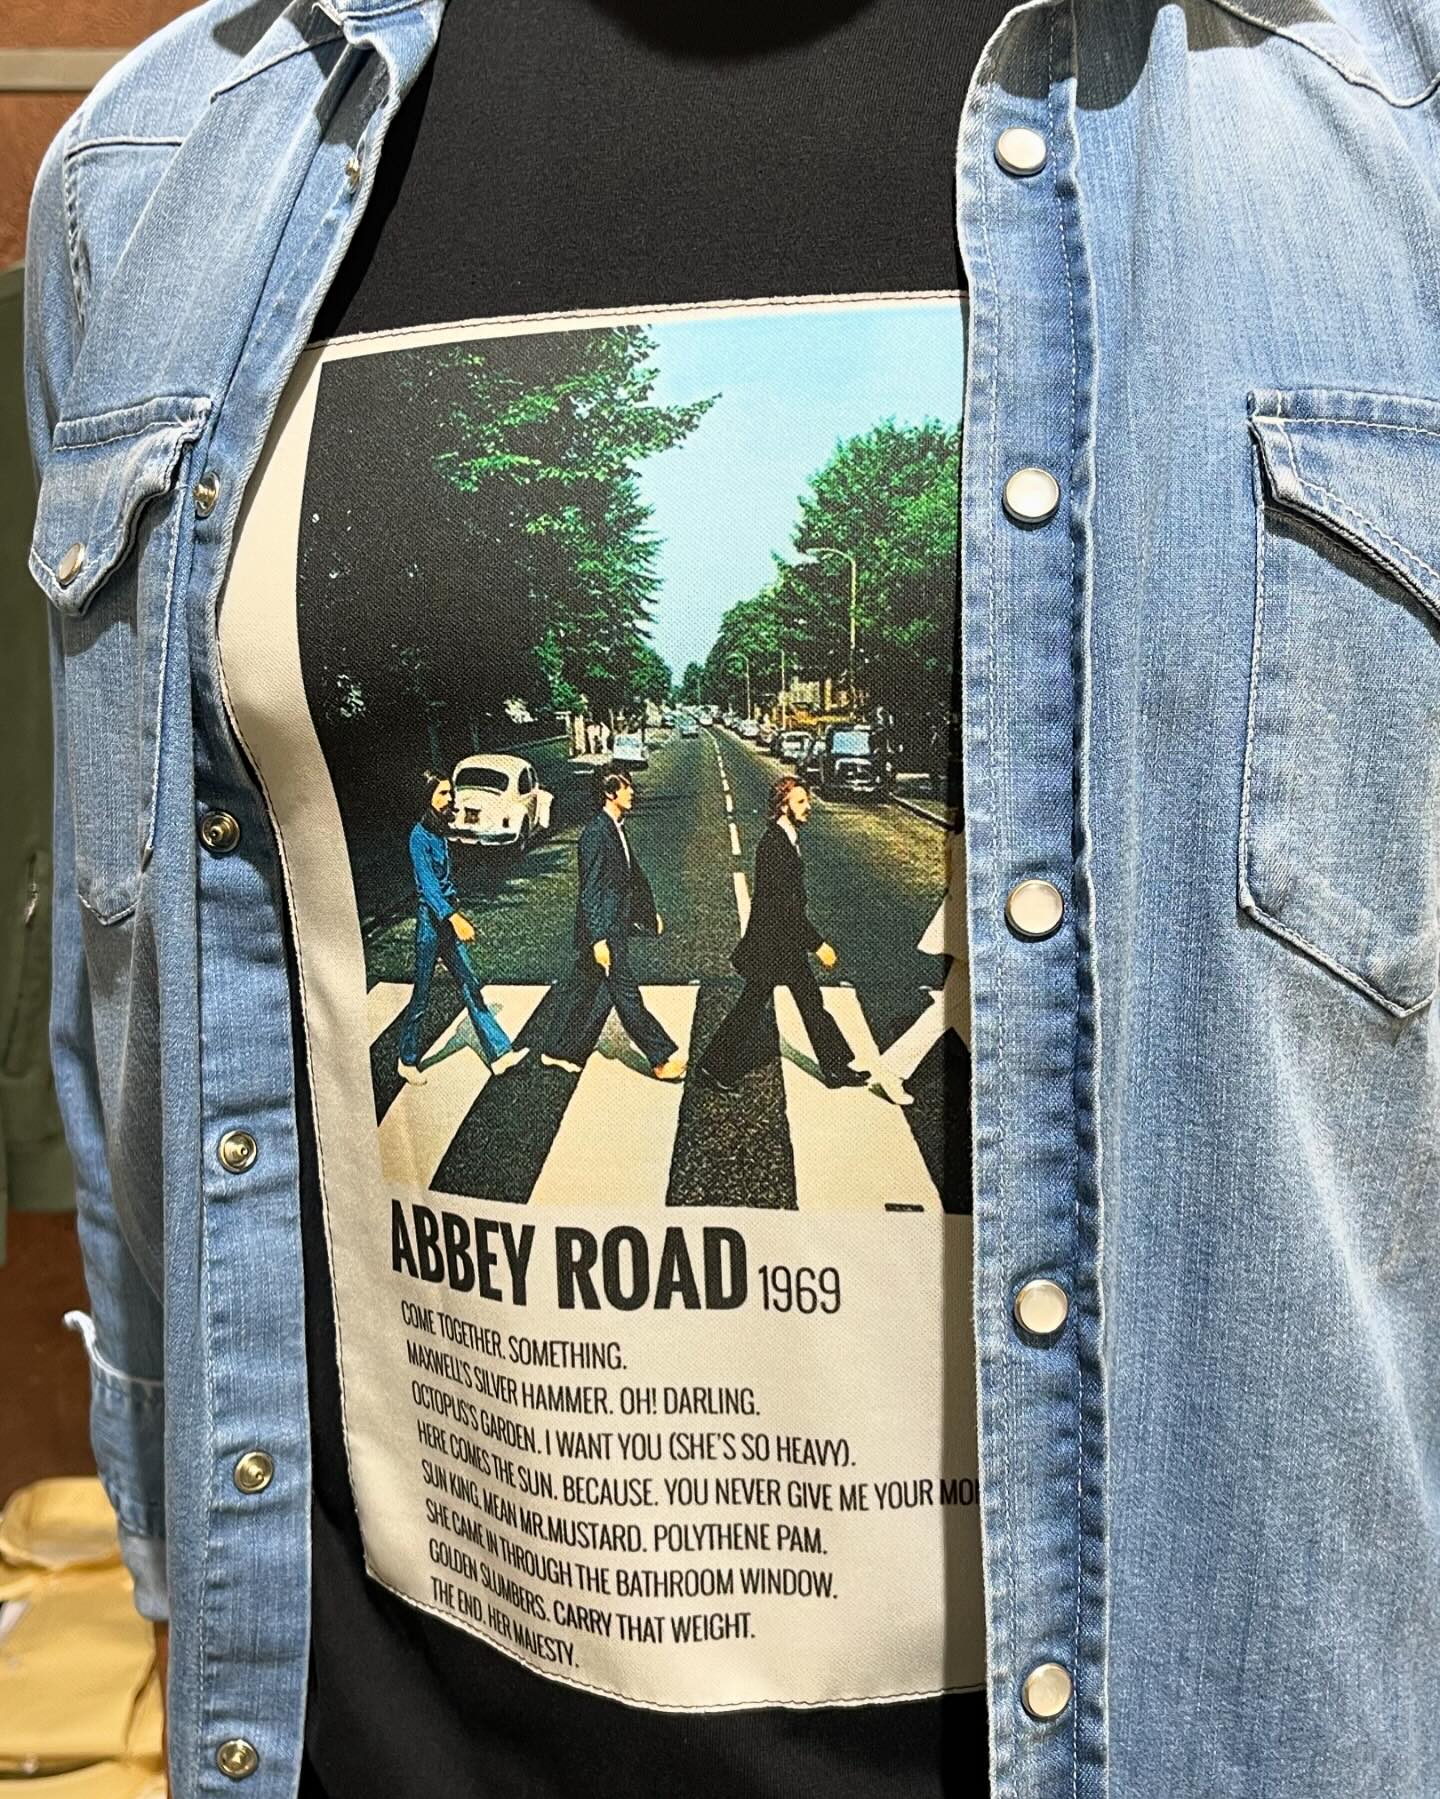 ABBEY ROAD 1969
COME TOGETHER. SOMETHING.
MAXWELL'S SILVER HAMMER. OH! DARLING.
OCTOPUS'S GARDEN. I WANT YOU (SHE'S SO HEAVY).
HERE COMES THE SUN. BECAUSE. YOU NEVER GIVE ME YOUR
SUN KING. MEAN MR.MUSTARD. POLYTHENE PAM.
SHE CAME IN THROUGH THE BATHROOM WINDOW.
GOLDEN SLUMBERS. CARRY THAT WEIGHT.
THE END. HER MAJESTY.